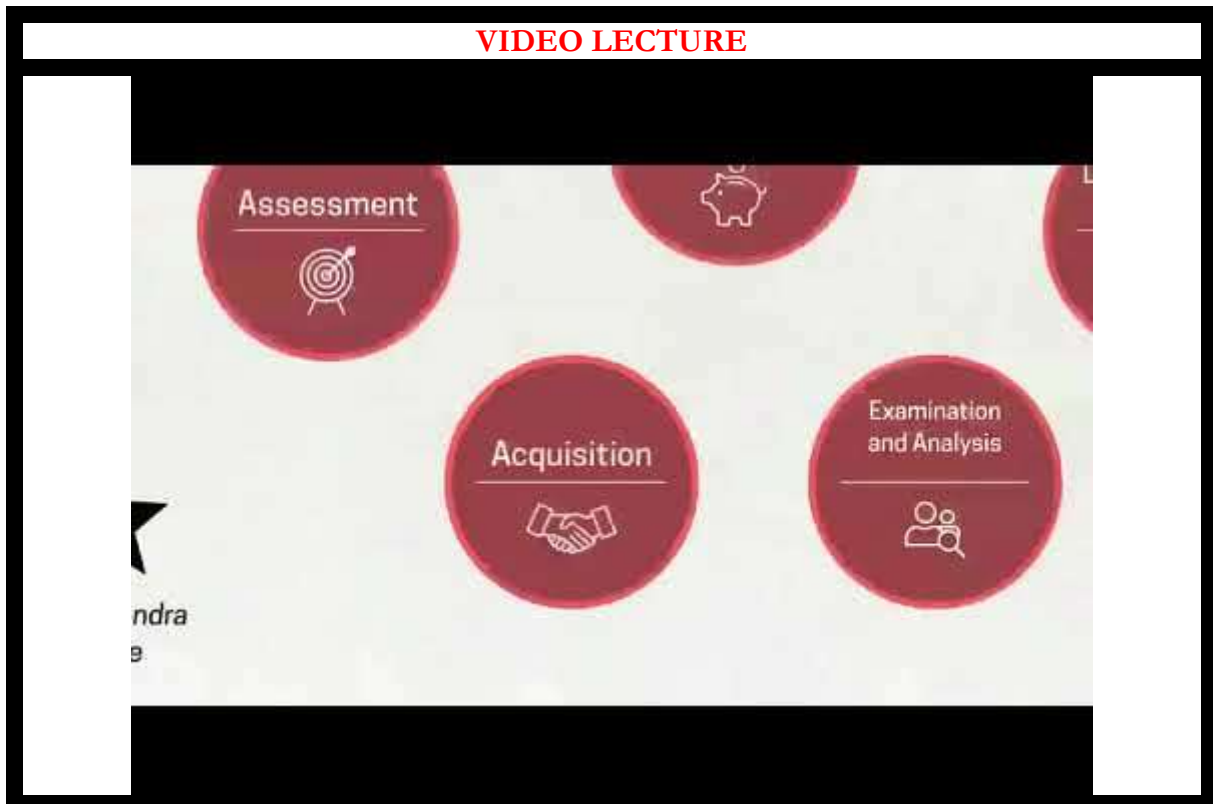 VIDEO LECTURE
Assessment
Acquisition
Examination
and Analysis
ndra
e